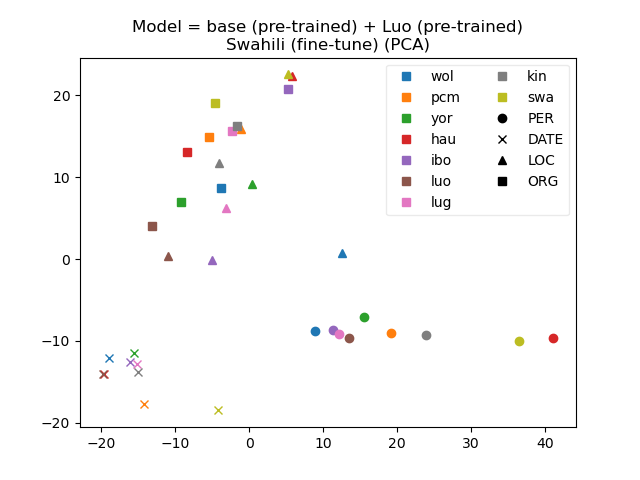 Model = base (pre-trained) + Luo (pre-trained)
Swahili (fine-tune) (PCA)
wol
pcm
yor
hau
ibo
luo
lug
kin
swa
PER
DATE
LOC
ORG
20
10
0
−10
−20
−20
−10
0
10
20
30
40